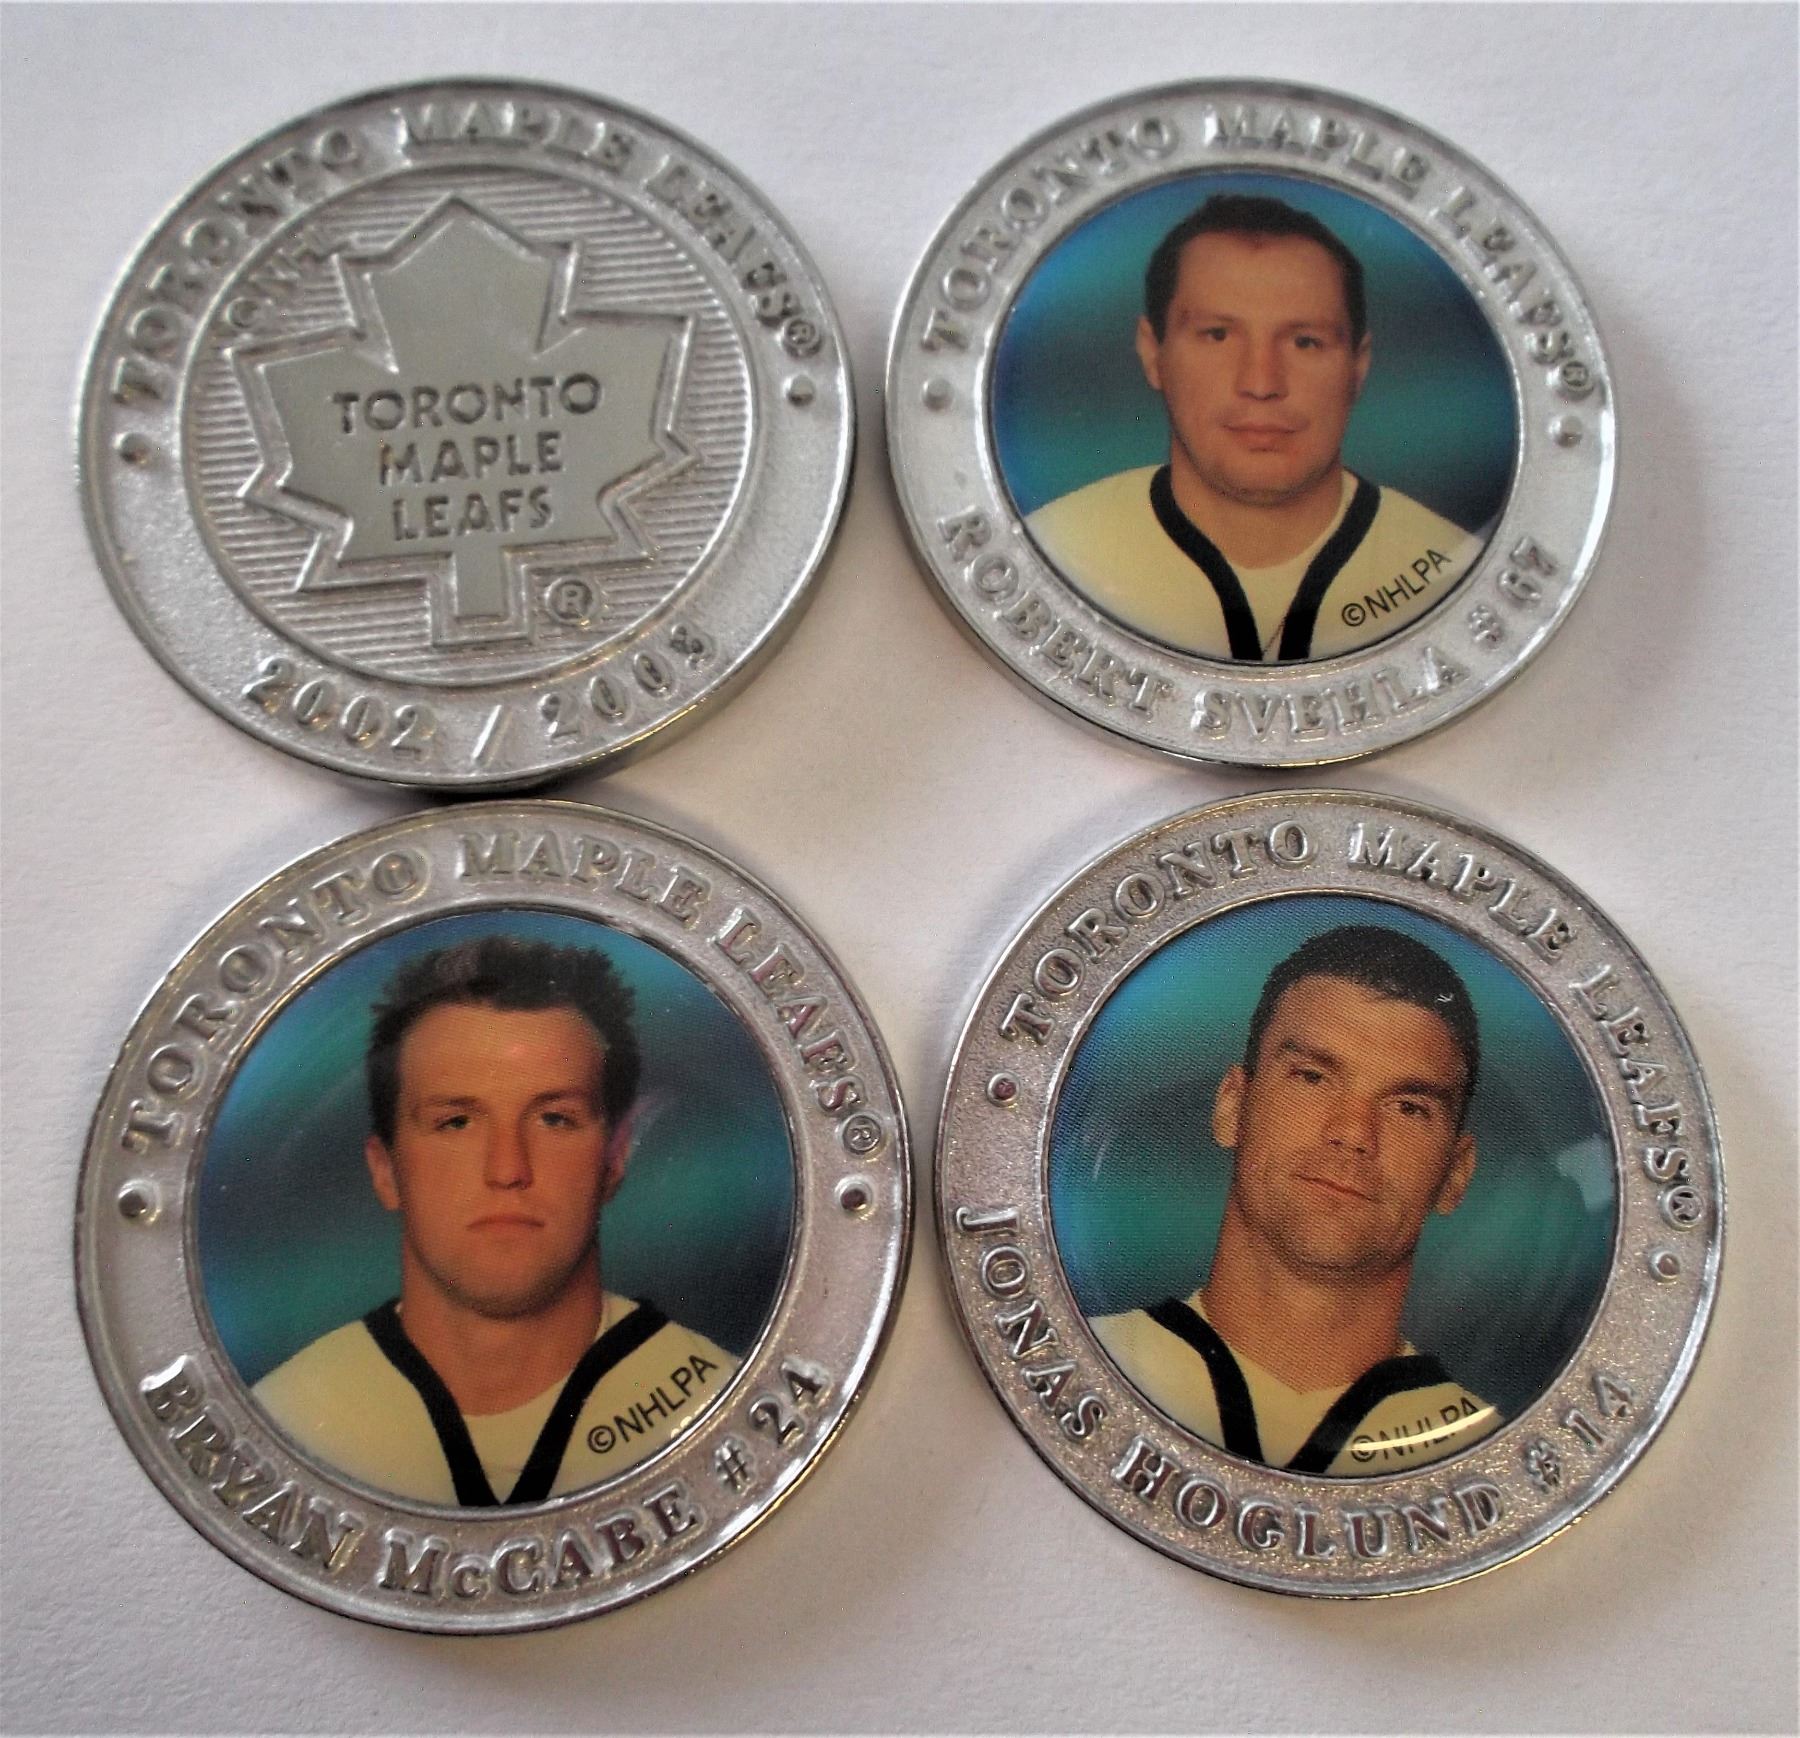 • TORONTO MAPLE LEAFS® •
TORONTO
MAPLE
LEAFS
®
2002 / 2003
• TORONTO MAPLE LEAFS® •
©NHLPA
ROBERT SVEHLA # 67
• TORONTO MAPLE LEAFS® •
©NHLPA
BRYAN McCABE # 24
• TORONTO MAPLE LEAFS® •
©NHLPA
JONAS HOGLUND # 14